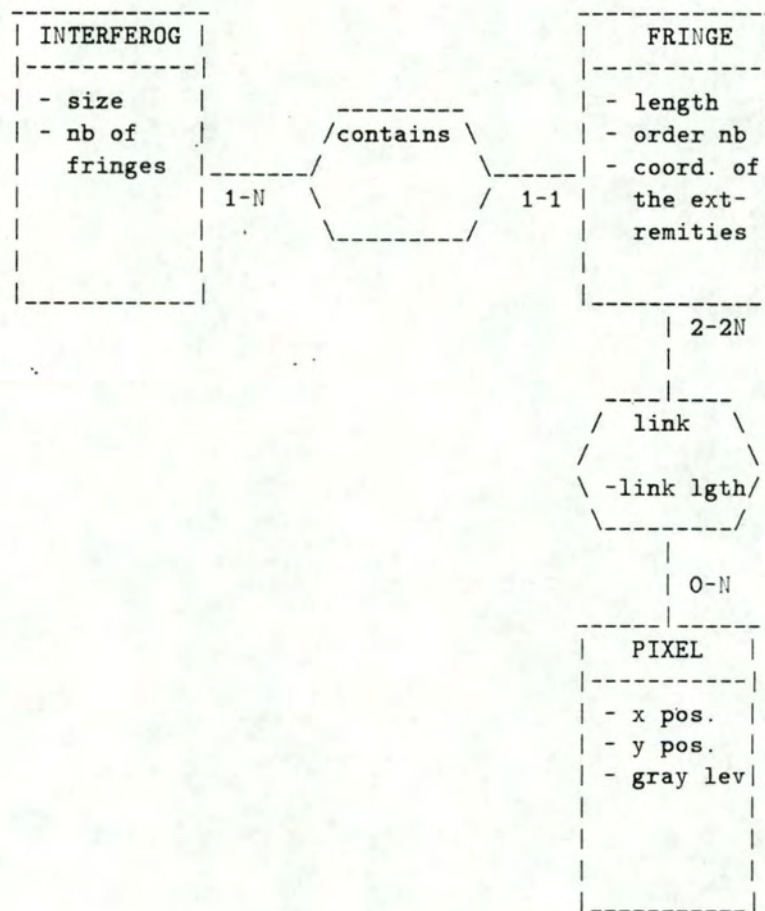 INTERFEROG
- size
- nb of
fringes
1-N
contains
1-1
FRINGE
- length
- order nb
- coord. of
the ext-
remities
2-2N
link
-link lgth
0-N
PIXEL
- x pos.
- y pos.
- gray lev